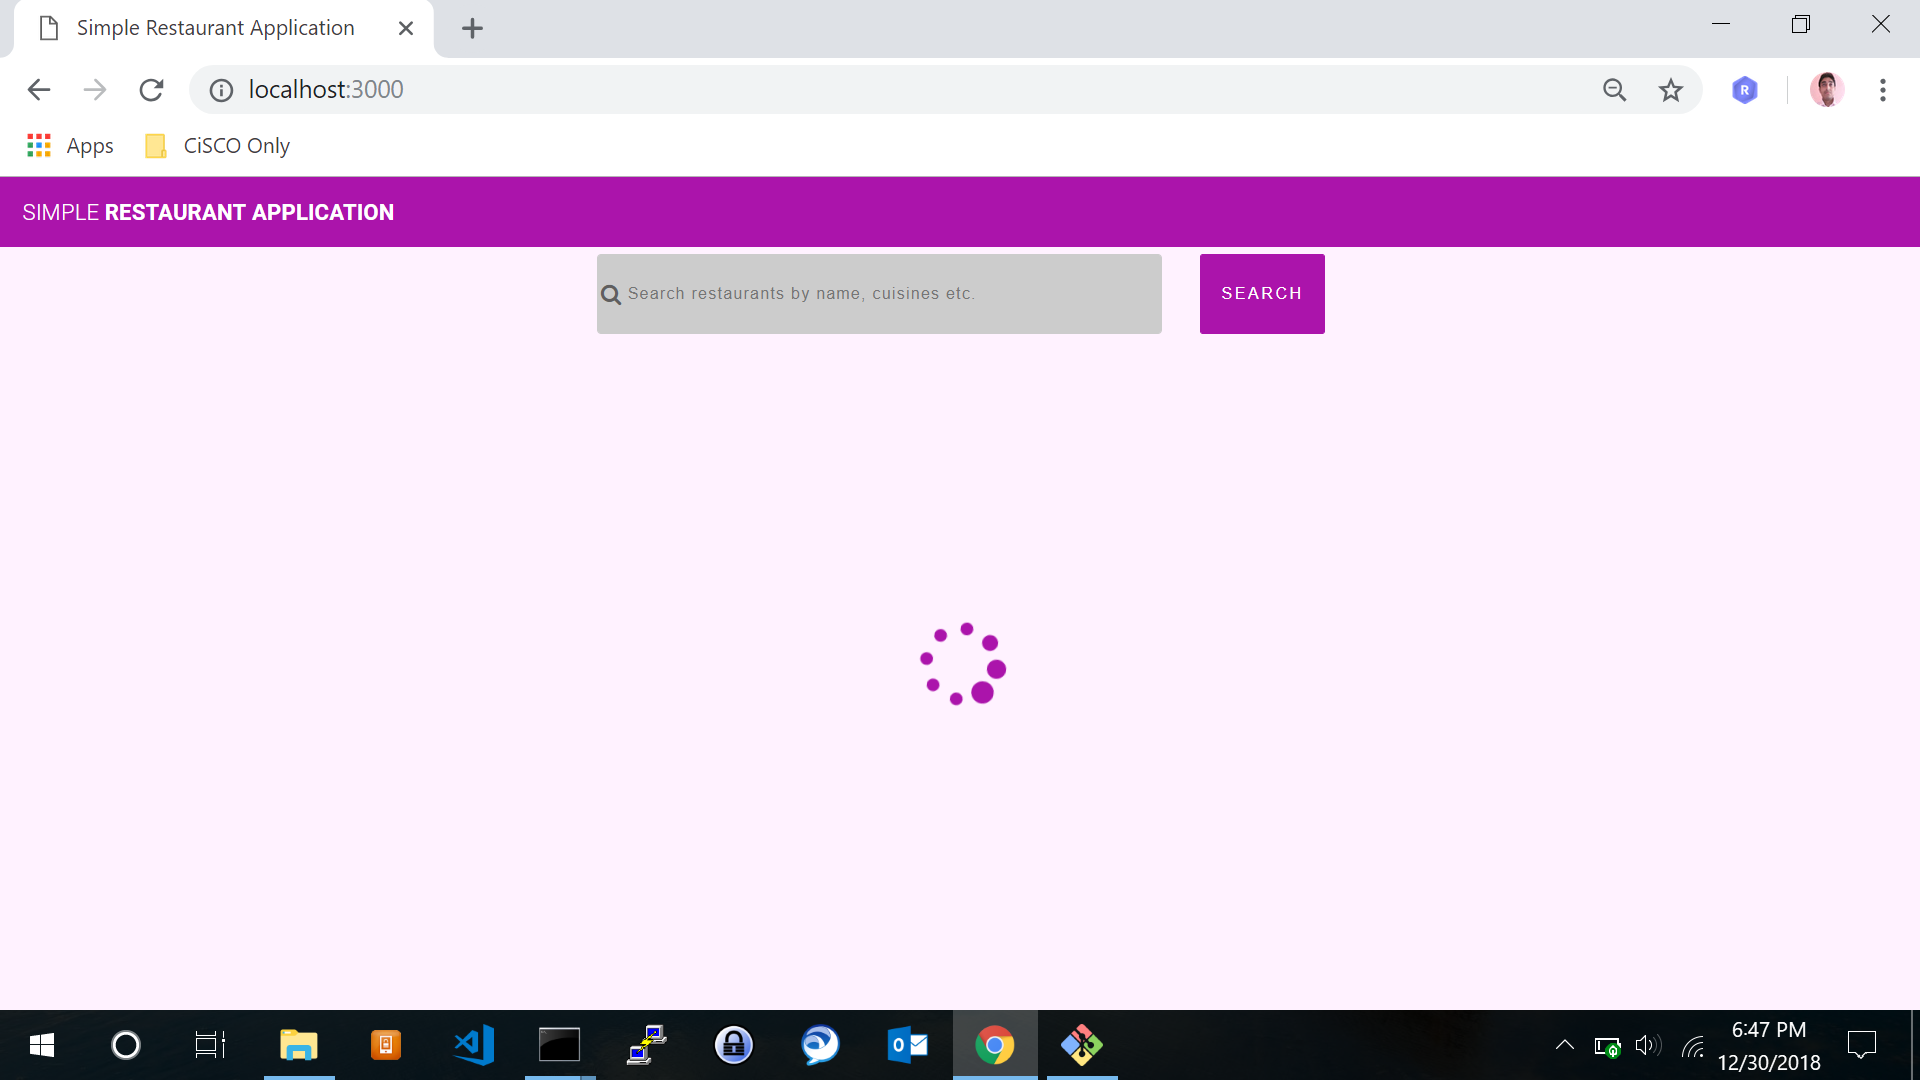 Simple Restaurant Application
localhost:3000
R
Apps
CiSCO Only
SIMPLE RESTAURANT APPLICATION
Search restaurants by name, cuisines etc.
SEARCH
6:47 PM
12/30/2018